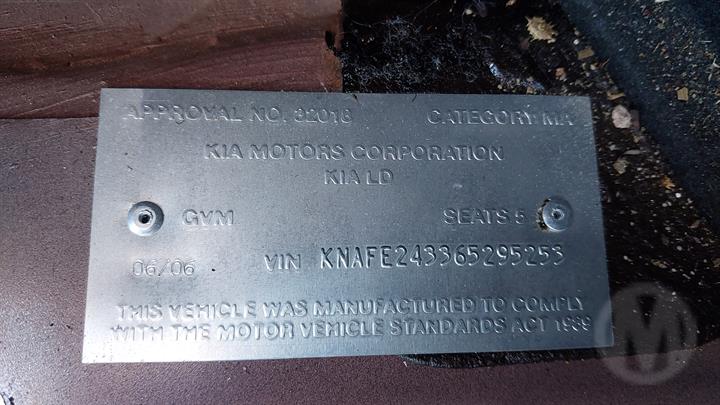 APPROVAL NO. 32018 CATEGORY MA
KIA MOTORS CORPORATION
KIA LD
GVM SEATS 5
06/06 VIN KNAFE243365295253
THIS VEHICLE WAS MANUFACTURED TO COMPLY
WITH THE MOTOR VEHICLE STANDARDS ACT 1989
M